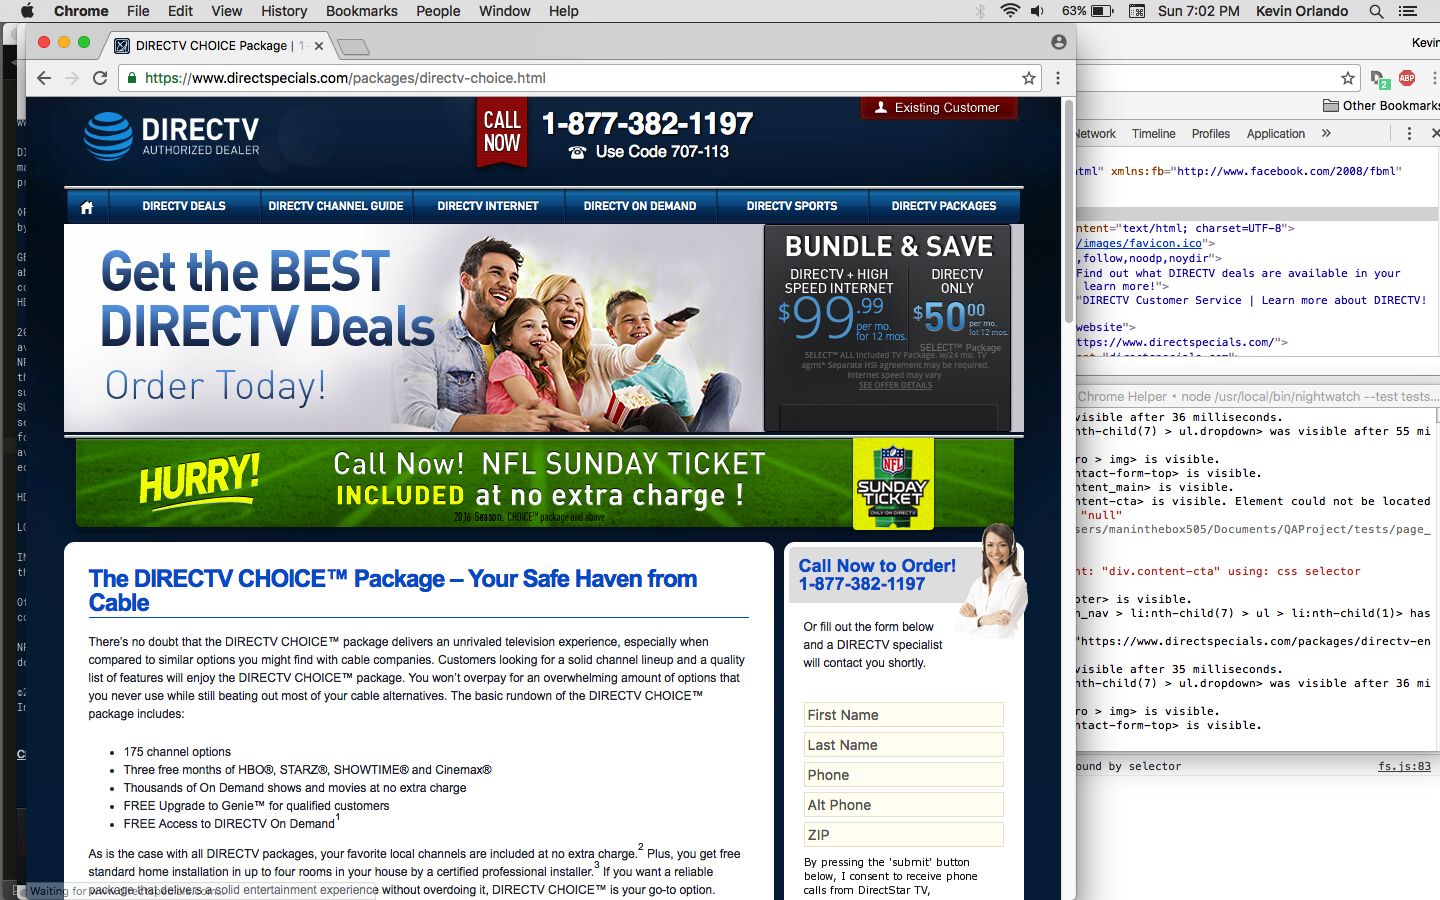 Chrome File Edit View History Bookmarks People Window Help
63% Sun 7:02 PM Kevin Orlando
DIRECTV CHOICE Package | 1-
https://www.directspecials.com/packages/directv-choice.html
DIRECTV
AUTHORIZED DEALER
CALL
NOW
1-877-382-1197
Use Code 707-113
Existing Customer
DIRECTV DEALS DIRECTV CHANNEL GUIDE DIRECTV INTERNET DIRECTV ON DEMAND DIRECTV SPORTS DIRECTV PACKAGES
Get the BEST
DIRECTV Deals
Order Today!
BUNDLE & SAVE
DIRECTV + HIGH
SPEED INTERNET
$99.99
per mo.
for 12 mos.
DIRECTV
ONLY
$5000
per mo.
for 12 mos.
SELECT™ Package
SELECT™ ALL Included TV Package. w/24 mo. TV
agmt* Separate HSI agreement may be required.
Internet speed may vary
SEE OFFER DETAILS
HURRY!
Call Now! NFL SUNDAY TICKET
INCLUDED at no extra charge !
2016 Season. CHOICE™ package and above
NFL
SUNDAY
TICKET
ONLY ON DIRECTV
The DIRECTV CHOICE™ Package – Your Safe Haven from
Cable
There's no doubt that the DIRECTV CHOICE™ package delivers an unrivaled television experience, especially when
compared to similar options you might find with cable companies. Customers looking for a solid channel lineup and a quality
list of features will enjoy the DIRECTV CHOICE™ package. You won't overpay for an overwhelming amount of options that
you never use while still beating out most of your cable alternatives. The basic rundown of the DIRECTV CHOICE™
package includes:
• 175 channel options
• Three free months of HBO®, STARZ®, SHOWTIME® and Cinemax®
• Thousands of On Demand shows and movies at no extra charge
• FREE Upgrade to Genie™ for qualified customers
• FREE Access to DIRECTV On Demand1
As is the case with all DIRECTV packages, your favorite local channels are included at no extra charge.2 Plus, you get free
standard home installation in up to four rooms in your house by a certified professional installer.3 If you want a reliable
package that delivers a solid entertainment experience without overdoing it, DIRECTV CHOICE™ is your go-to option.
Waiting for www.directspecials.com...
Call Now to Order!
1-877-382-1197
Or fill out the form below
and a DIRECTV specialist
will contact you shortly.
First Name
Last Name
Phone
Alt Phone
ZIP
By pressing the 'submit' button
below, I consent to receive phone
calls from DirectStar TV,
Kevin
2
ABP
Other Bookmarks
Network Timeline Profiles Application »
html" xmlns:fb="http://www.facebook.com/2008/fbml"
ontent="text/html; charset=UTF-8">
/images/favicon.ico">
,follow,noodp,noydir">
Find out what DIRECTV deals are available in your
learn more!">
"DIRECTV Customer Service | Learn more about DIRECTV!
website">
ttps://www.directspecials.com/">
Chrome Helper • node /usr/local/bin/nightwatch --test tests...
visible after 36 milliseconds.
nth-child(7) > ul.dropdown> was visible after 55 mi
ro > img> is visible.
ntact-form-top> is visible.
ntent_main> is visible.
ntent-cta> is visible. Element could not be located
"null"
sers/maninthebox505/Documents/QAProject/tests/page_
nt: "div.content-cta" using: css selector
oter> is visible.
n_nav > li:nth-child(7) > ul > li:nth-child(1)> has
"https://www.directspecials.com/packages/directv-en
visible after 35 milliseconds.
nth-child(7) > ul.dropdown> was visible after 36 mi
ro > img> is visible.
ntact-form-top> is visible.
ound by selector fs.js:83